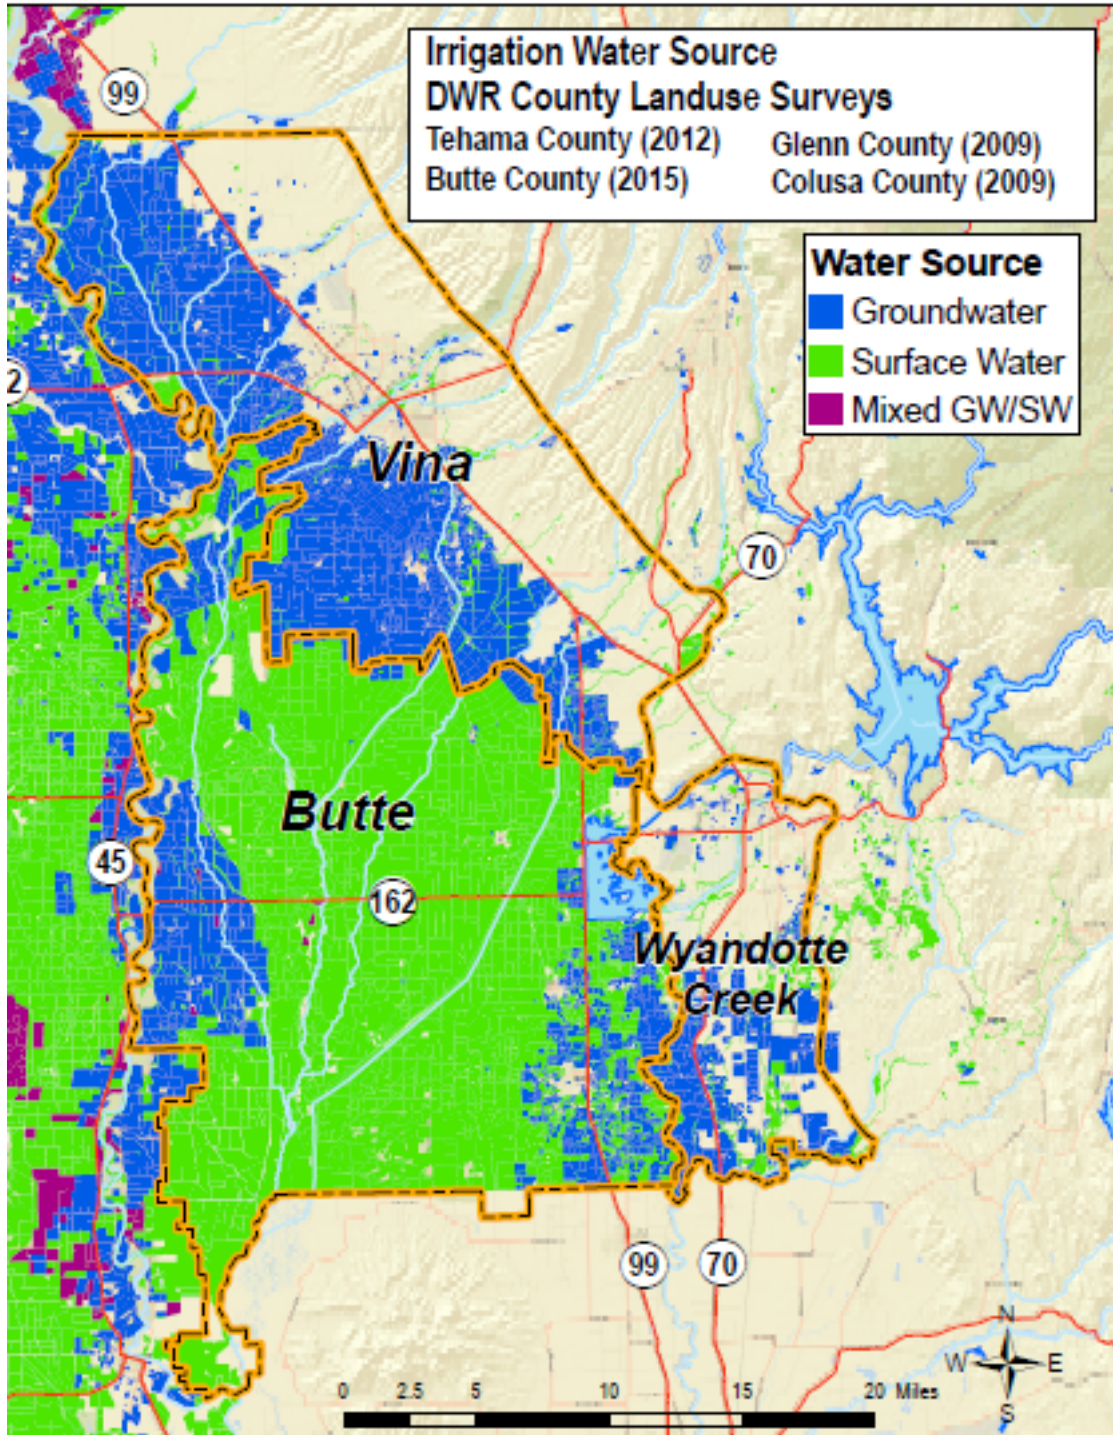 Irrigation Water Source
DWR County Landuse Surveys
Tehama County (2012) Glenn County (2009)
Butte County (2015) Colusa County (2009)
Water Source
Groundwater
Surface Water
Mixed GW/SW
99
2
Vina
70
Butte
45
162
Wyandotte
Creek
99
70
N
W E
S
0 2.5 5 10 15 20 Miles